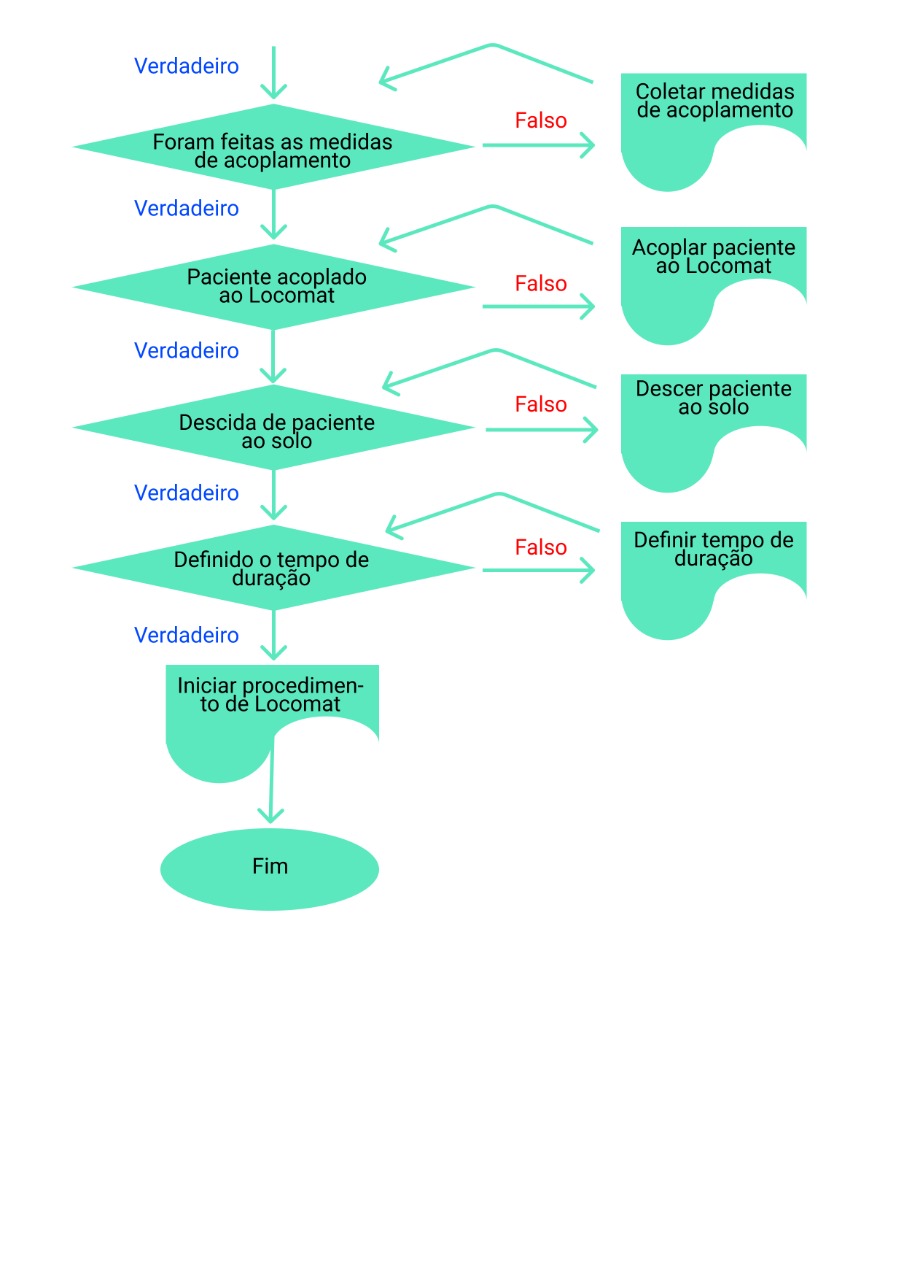 Verdadeiro
Foram feitas as medidas
de acoplamento
Falso
Coletar medidas
de acoplamento
Verdadeiro
Paciente acoplado
ao Locomat
Falso
Acoplar paciente
ao Locomat
Verdadeiro
Descida de paciente
ao solo
Falso
Descer paciente
ao solo
Verdadeiro
Definido o tempo de
duração
Falso
Definir tempo de
duração
Verdadeiro
Iniciar procedimen-
to de Locomat
Fim